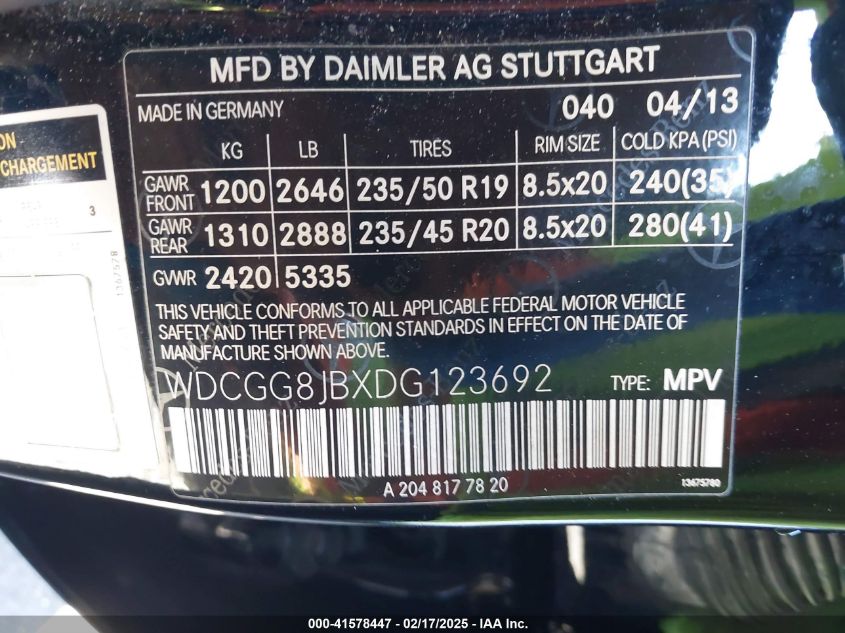 MFD BY DAIMLER AG STUTTGART
MADE IN GERMANY 040 04/13
KG LB TIRES RIM SIZE COLD KPA (PSI)
GAWR FRONT 1200 2646 235/50 R19 8.5x20 240(35)
GAWR REAR 1310 2888 235/45 R20 8.5x20 280(41)
GVWR 2420 5335
THIS VEHICLE CONFORMS TO ALL APPLICABLE FEDERAL MOTOR VEHICLE
SAFETY AND THEFT PREVENTION STANDARDS IN EFFECT ON THE DATE OF
MANUFACTURE SHOWN ABOVE.
WDCGG8JBXDG123692 TYPE: MPV
A 204 817 78 20 13675780
CHARGEMENT
3
13675778
000-41578447 - 02/17/2025 - IAA Inc.